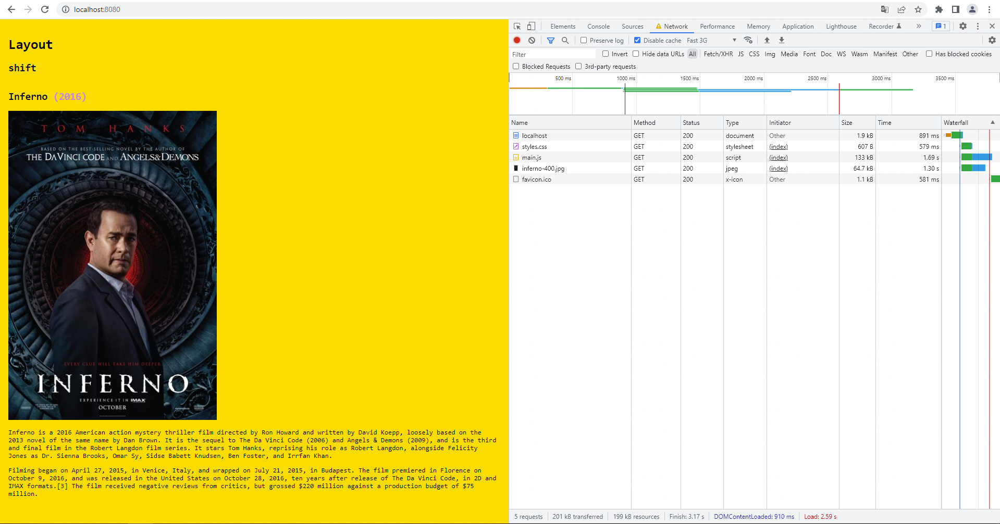 localhost:8080
Layout
shift
Inferno (2016)
TOM HANKS
BASED ON THE BEST-SELLING NOVEL BY THE AUTHOR OF
THE DAVINCI CODE AND ANGELS & DEMONS
EVERY CLUE WILL TAKE HIM DEEPER
INFERNO
EXPERIENCE IT IN IMAX
OCTOBER
Inferno is a 2016 American action mystery thriller film directed by Ron Howard and written by David Koepp, loosely based on the
2013 novel of the same name by Dan Brown. It is the sequel to The Da Vinci Code (2006) and Angels & Demons (2009), and is the third
and final film in the Robert Langdon film series. It stars Tom Hanks, reprising his role as Robert Langdon, alongside Felicity
Jones as Dr. Sienna Brooks, Omar Sy, Sidse Babett Knudsen, Ben Foster, and Irrfan Khan.
Filming began on April 27, 2015, in Venice, Italy, and wrapped on July 21, 2015, in Budapest. The film premiered in Florence on
October 9, 2016, and was released in the United States on October 28, 2016, ten years after release of The Da Vinci Code, in 2D and
IMAX formats.[3] The film received negative reviews from critics, but grossed $220 million against a production budget of $75
million.
Elements Console Sources Network Performance Memory Application Lighthouse Recorder 1
Preserve log Disable cache Fast 3G
Filter Invert Hide data URLs All Fetch/XHR JS CSS Img Media Font Doc WS Wasm Manifest Other Has blocked cookies
Blocked Requests 3rd-party requests
500 ms 1000 ms 1500 ms 2000 ms 2500 ms 3000 ms 3500 ms
Name Method Status Type Initiator Size Time Waterfall
localhost GET 200 document Other 1.9 kB 891 ms
styles.css GET 200 stylesheet (index) 607 B 579 ms
main.js GET 200 script (index) 133 kB 1.69 s
inferno-400.jpg GET 200 jpeg (index) 64.7 kB 1.30 s
favicon.ico GET 200 x-icon Other 1.1 kB 581 ms
5 requests 201 kB transferred 199 kB resources Finish: 3.17 s DOMContentLoaded: 910 ms Load: 2.59 s